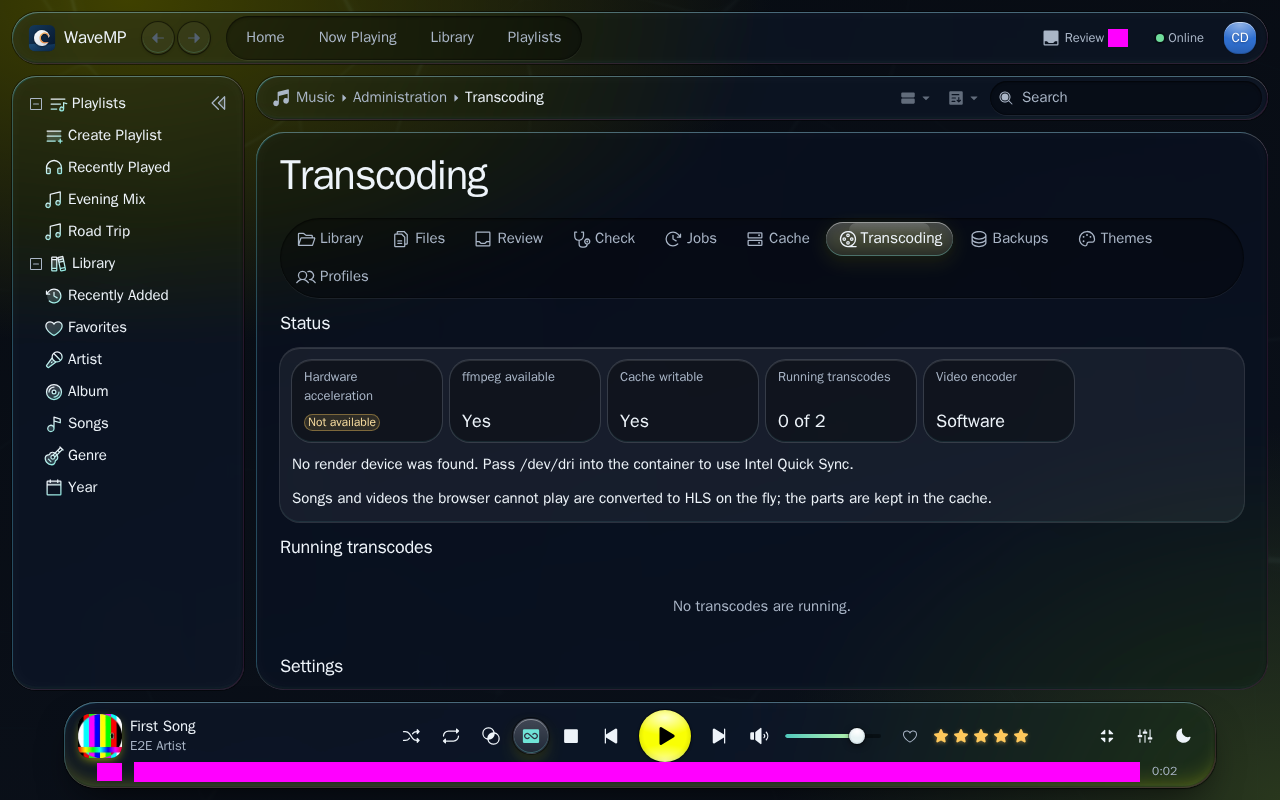 WaveMP
Home
Now Playing
Library
Playlists
Review
Online
CD
Playlists
Create Playlist
Recently Played
Evening Mix
Road Trip
Library
Recently Added
Favorites
Artist
Album
Songs
Genre
Year
Music
Administration
Transcoding
Search
Transcoding
Library
Files
Review
Check
Jobs
Cache
Transcoding
Backups
Themes
Profiles
Status
Hardware
acceleration
Not available
ffmpeg available
Yes
Cache writable
Yes
Running transcodes
0 of 2
Video encoder
Software
No render device was found. Pass /dev/dri into the container to use Intel Quick Sync.
Songs and videos the browser cannot play are converted to HLS on the fly; the parts are kept in the cache.
Running transcodes
No transcodes are running.
Settings
First Song
E2E Artist
0:02